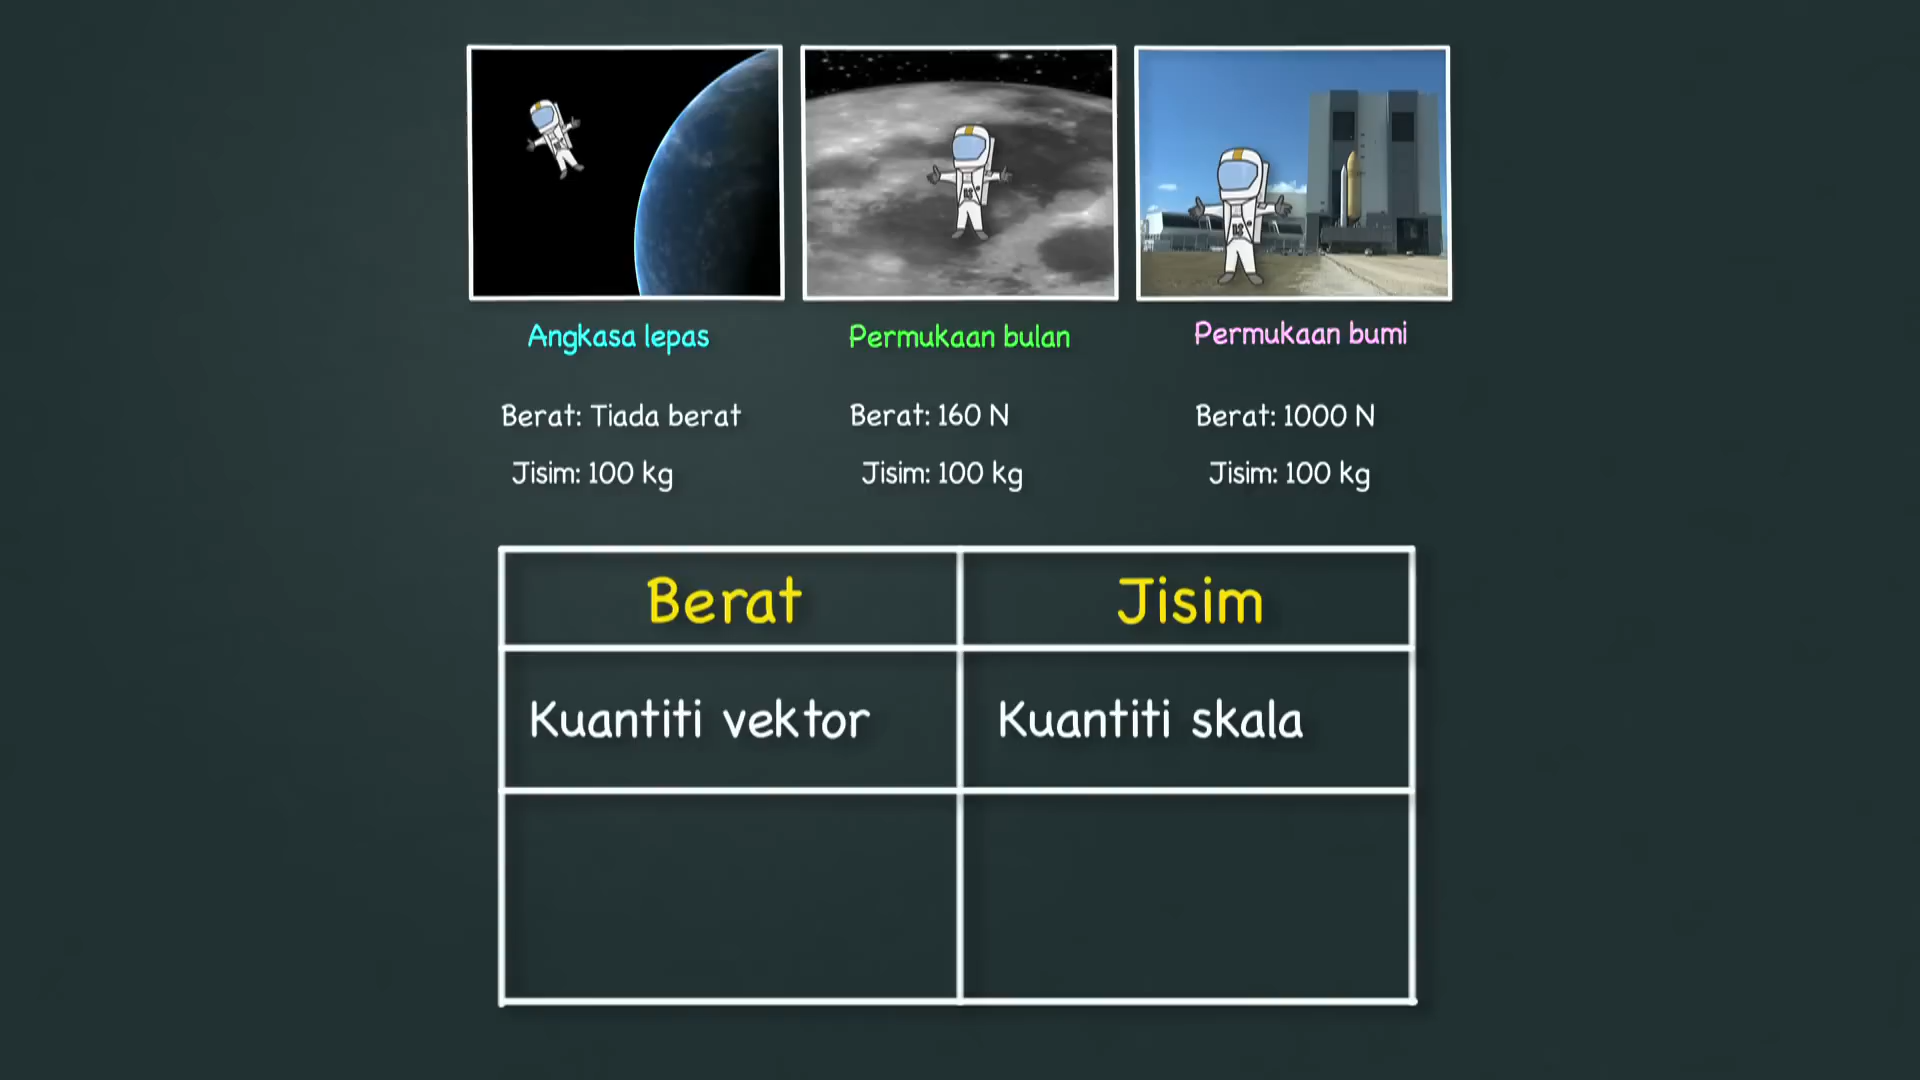 Angkasa lepas
Permukaan bulan
Permukaan bumi
Berat: Tiada berat
Berat: 160 N
Berat: 1000 N
Jisim: 100 kg
Jisim: 100 kg
Jisim: 100 kg
Berat
Jisim
Kuantiti vektor
Kuantiti skala